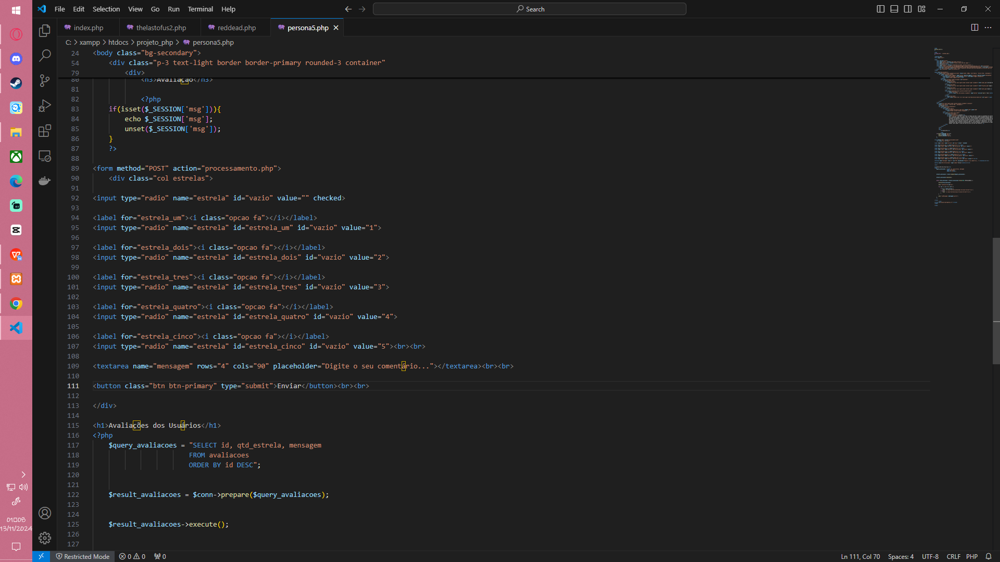 File Edit Selection View Go Run Terminal Help
Search
index.php thelastofus2.php reddead.php persona5.php
C: > xampp > htdocs > projeto_php > persona5.php
24 <body class="bg-secondary">
54 <div class="p-3 text-light border border-primary rounded-3 container"
79 <div>
80 <h3>Avaliação</h3>
81
82 <?php
83 if(isset($_SESSION['msg'])){
84 echo $_SESSION['msg'];
85 unset($_SESSION['msg']);
86 }
87 ?>
88
89 <form method="POST" action="processamento.php">
90 <div class="col estrelas">
91
92 <input type="radio" name="estrela" id="vazio" value="" checked>
93
94 <label for="estrela_um"><i class="opcao fa"></i></label>
95 <input type="radio" name="estrela" id="estrela_um" id="vazio" value="1">
96
97 <label for="estrela_dois"><i class="opcao fa"></i></label>
98 <input type="radio" name="estrela" id="estrela_dois" id="vazio" value="2">
99
100 <label for="estrela_tres"><i class="opcao fa"></i></label>
101 <input type="radio" name="estrela" id="estrela_tres" id="vazio" value="3">
102
103 <label for="estrela_quatro"><i class="opcao fa"></i></label>
104 <input type="radio" name="estrela" id="estrela_quatro" id="vazio" value="4">
105
106 <label for="estrela_cinco"><i class="opcao fa"></i></label>
107 <input type="radio" name="estrela" id="estrela_cinco" id="vazio" value="5"><br><br>
108
109 <textarea name="mensagem" rows="4" cols="90" placeholder="Digite o seu comentário..."></textarea><br><br>
110
111 <button class="btn btn-primary" type="submit">Enviar</button><br><br>
112
113 </div>
114
115 <h1>Avaliações dos Usuários</h1>
116 <?php
117 $query_avaliacoes = "SELECT id, qtd_estrela, mensagem
118 FROM avaliacoes
119 ORDER BY id DESC";
120
121
122 $result_avaliacoes = $conn->prepare($query_avaliacoes);
123
124
125 $result_avaliacoes->execute();
126
127
01□08
13/11/2024
Restricted Mode 0 0 0 Ln 111, Col 70 Spaces: 4 UTF-8 CRLF PHP